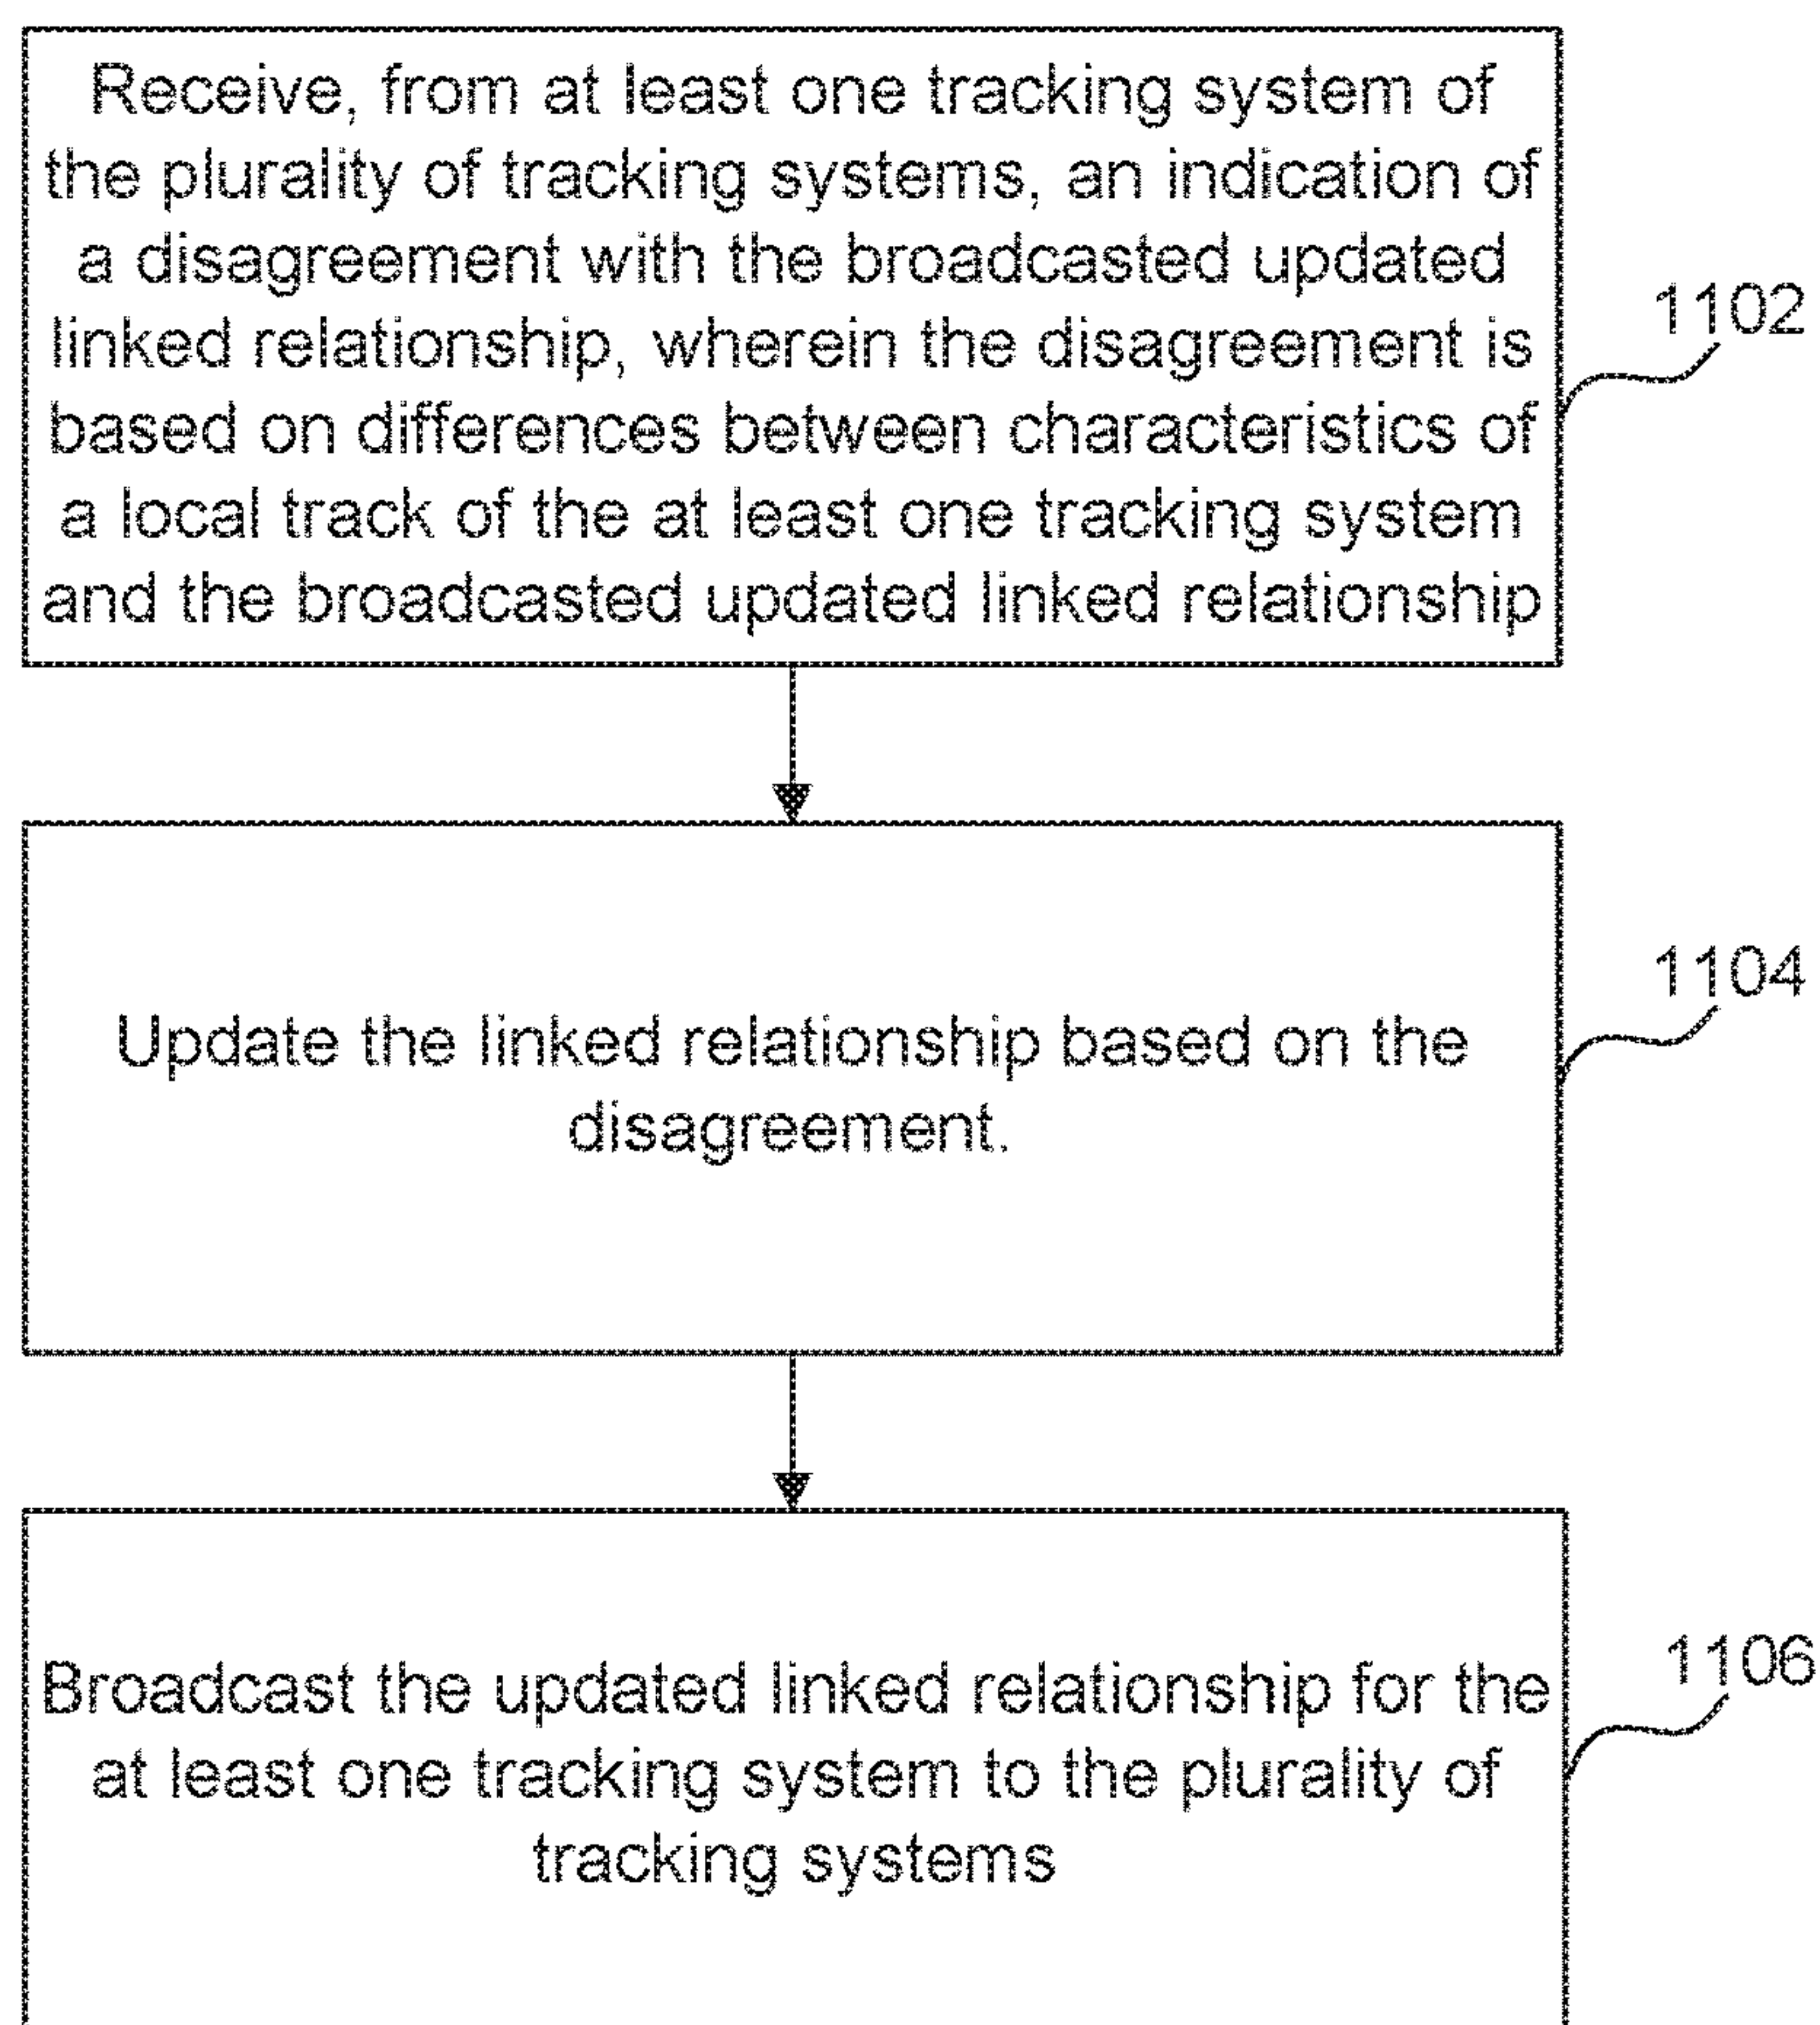 Receive, from at least one tracking system of
the plurality of tracking systems, an indication of
a disagreement with the broadcasted updated
linked relationship, wherein the disagreement is
based on differences between characteristics of
a local track of the at least one tracking system
and the broadcasted updated linked relationship
1102
Update the linked relationship based on the
disagreement.
1104
Broadcast the updated linked relationship for the
at least one tracking system to the plurality of
tracking systems
1106